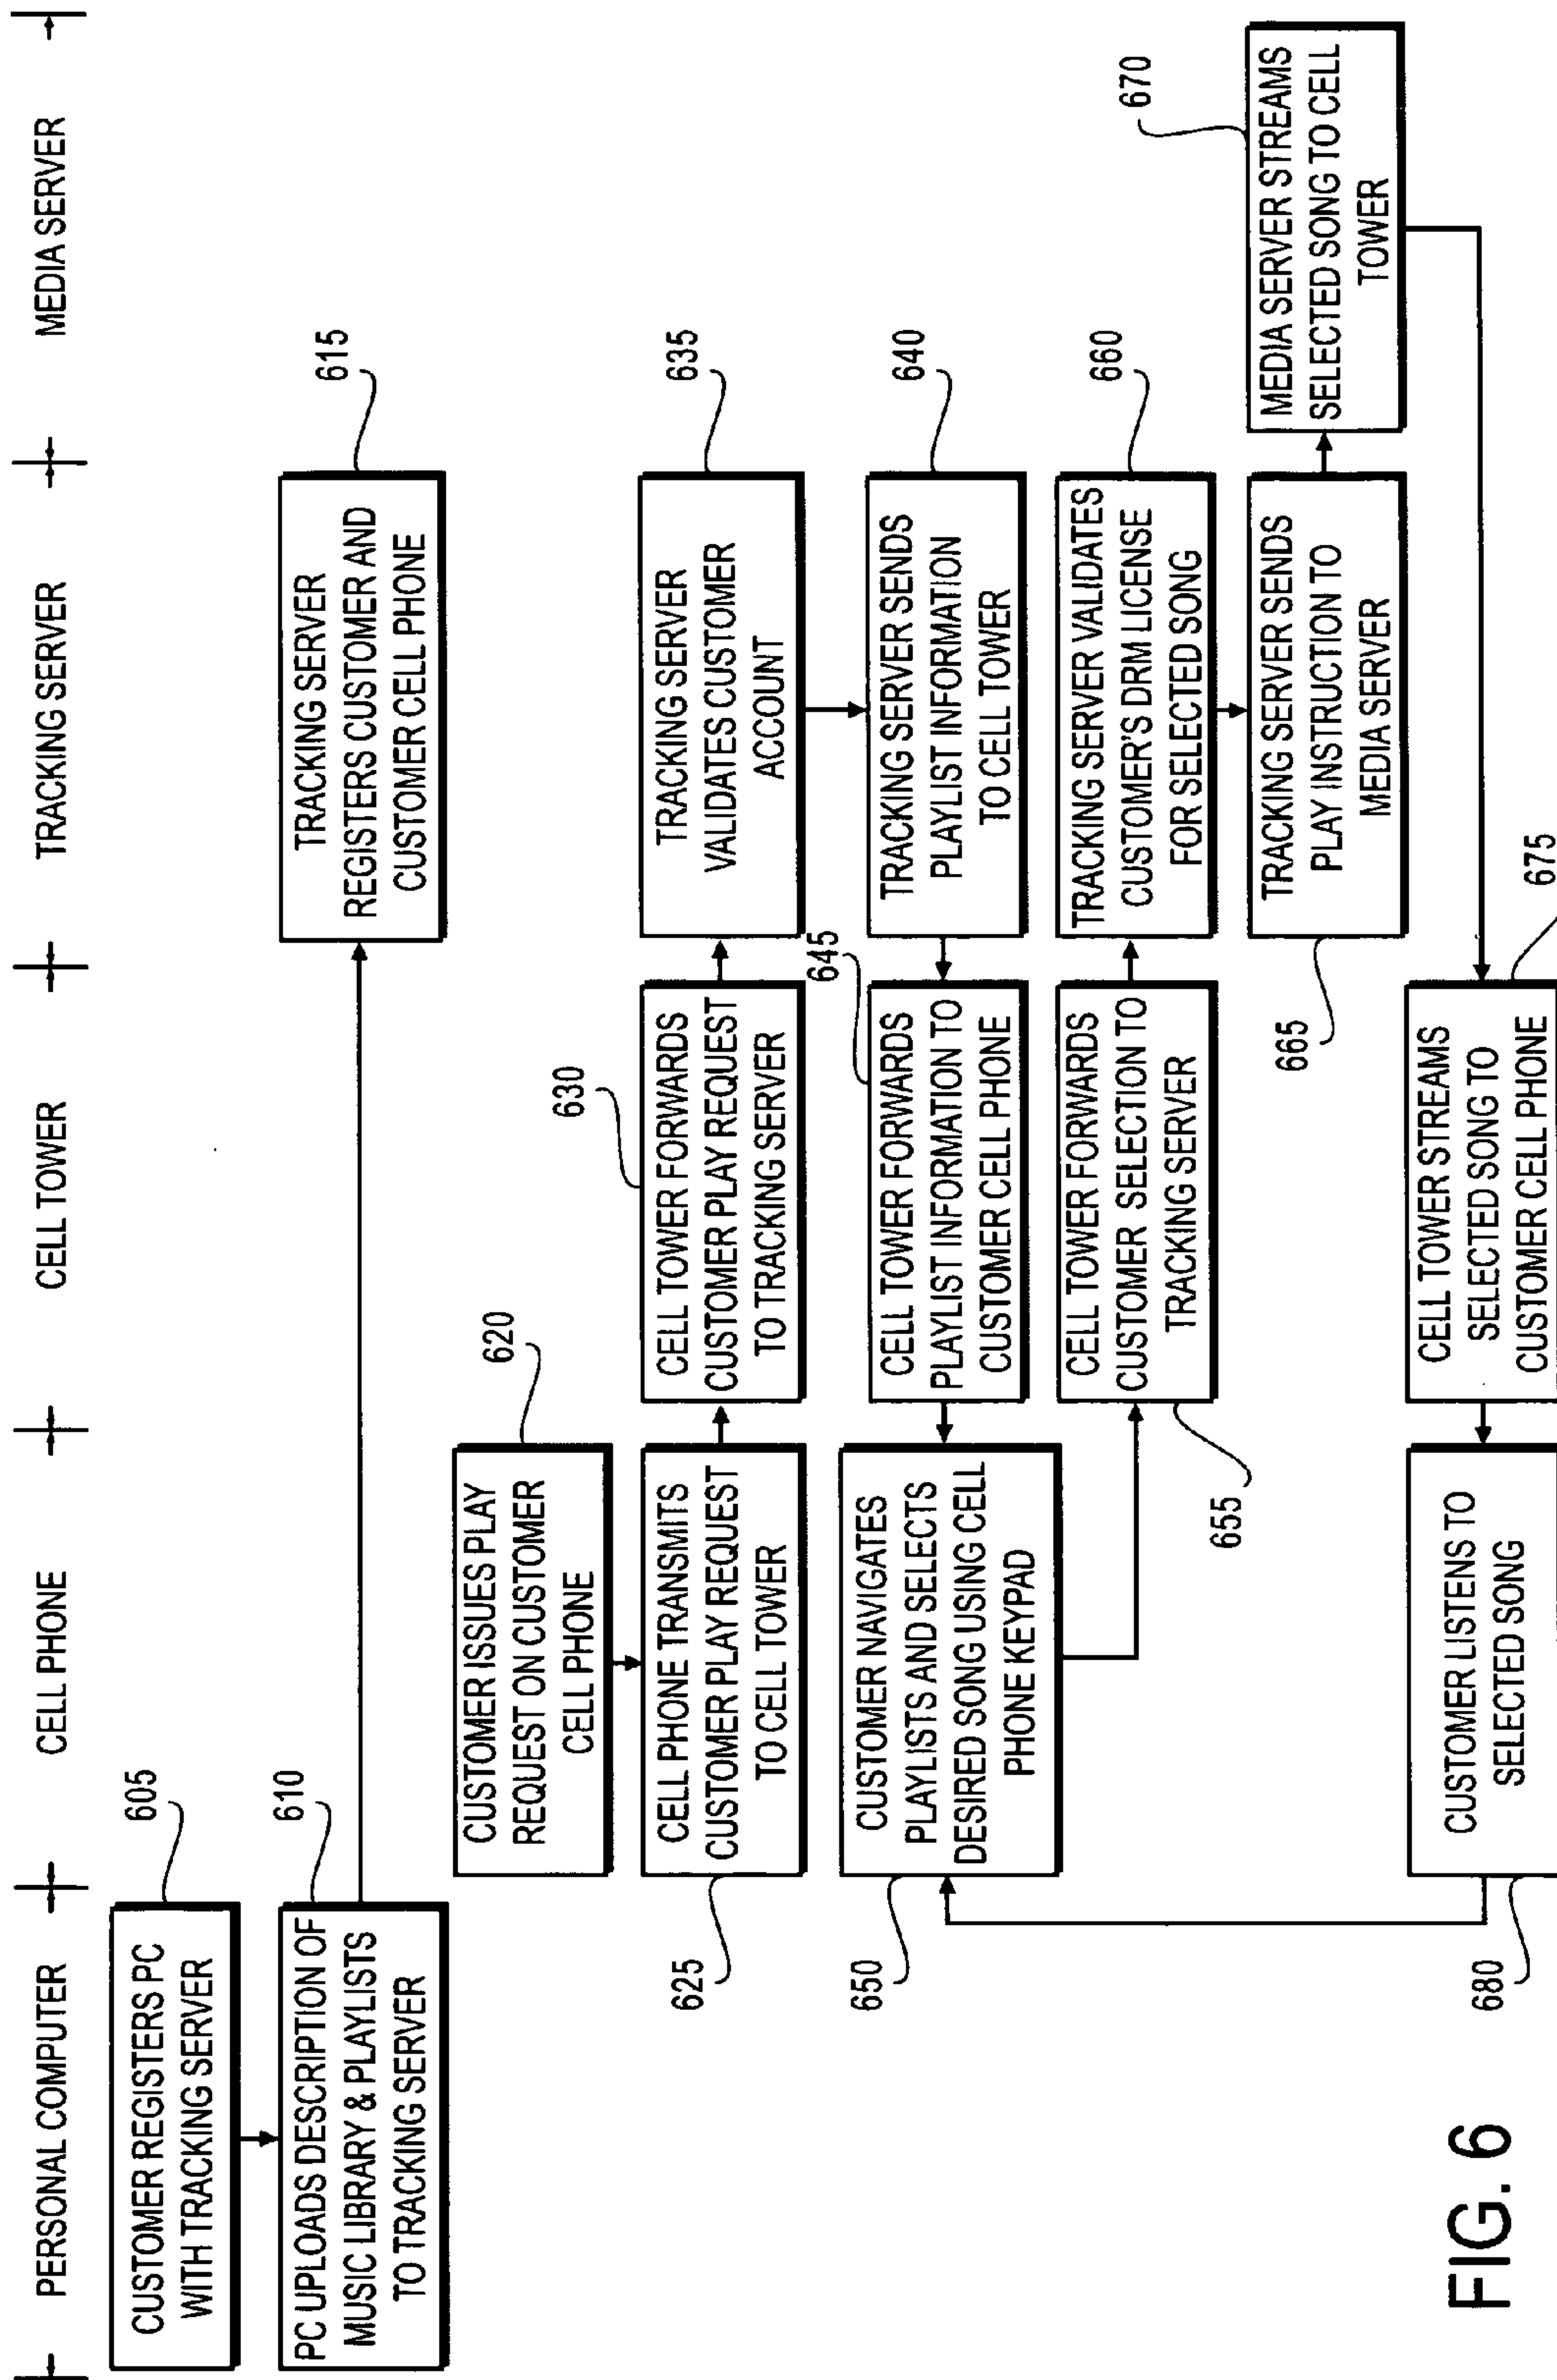 PERSONAL COMPUTER
CELL PHONE
CELL TOWER
TRACKING SERVER
MEDIA SERVER
605
CUSTOMER REGISTERS PC
WITH TRACKING SERVER
610
PC UPLOADS DESCRIPTION OF
MUSIC LIBRARY & PLAYLISTS
TO TRACKING SERVER
615
TRACKING SERVER
REGISTERS CUSTOMER AND
CUSTOMER CELL PHONE
620
CUSTOMER ISSUES PLAY
REQUEST ON CUSTOMER
CELL PHONE
625
CELL PHONE TRANSMITS
CUSTOMER PLAY REQUEST
TO CELL TOWER
630
CELL TOWER FORWARDS
CUSTOMER PLAY REQUEST
TO TRACKING SERVER
635
TRACKING SERVER
VALIDATES CUSTOMER
ACCOUNT
640
TRACKING SERVER SENDS
PLAYLIST INFORMATION
TO CELL TOWER
645
CELL TOWER FORWARDS
PLAYLIST INFORMATION TO
CUSTOMER CELL PHONE
650
CUSTOMER NAVIGATES
PLAYLISTS AND SELECTS
DESIRED SONG USING CELL
PHONE KEYPAD
655
CELL TOWER FORWARDS
CUSTOMER SELECTION TO
TRACKING SERVER
660
TRACKING SERVER VALIDATES
CUSTOMER'S DRM LICENSE
FOR SELECTED SONG
665
TRACKING SERVER SENDS
PLAY INSTRUCTION TO
MEDIA SERVER
670
MEDIA SERVER STREAMS
SELECTED SONG TO CELL
TOWER
675
CELL TOWER STREAMS
SELECTED SONG TO
CUSTOMER CELL PHONE
680
CUSTOMER LISTENS TO
SELECTED SONG
FIG. 6